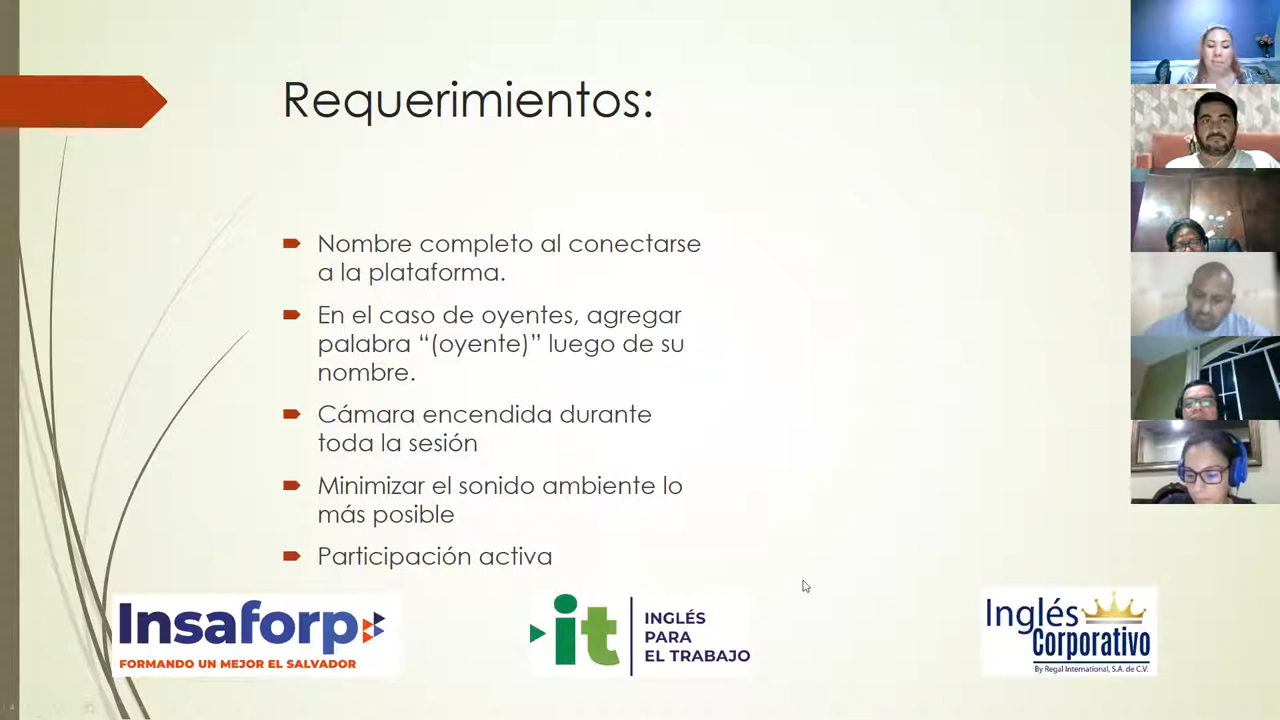 Requerimientos:
Nombre completo al conectarse
a la plataforma.
En el caso de oyentes, agregar
palabra “(oyente)” luego de su
nombre.
Cámara encendida durante
toda la sesión
Minimizar el sonido ambiente lo
más posible
Participación activa
Insaforp
FORMANDO UN MEJOR EL SALVADOR
it
INGLÉS
PARA
EL TRABAJO
Inglés
Corporativo
By Regal International, S.A. de C.V.